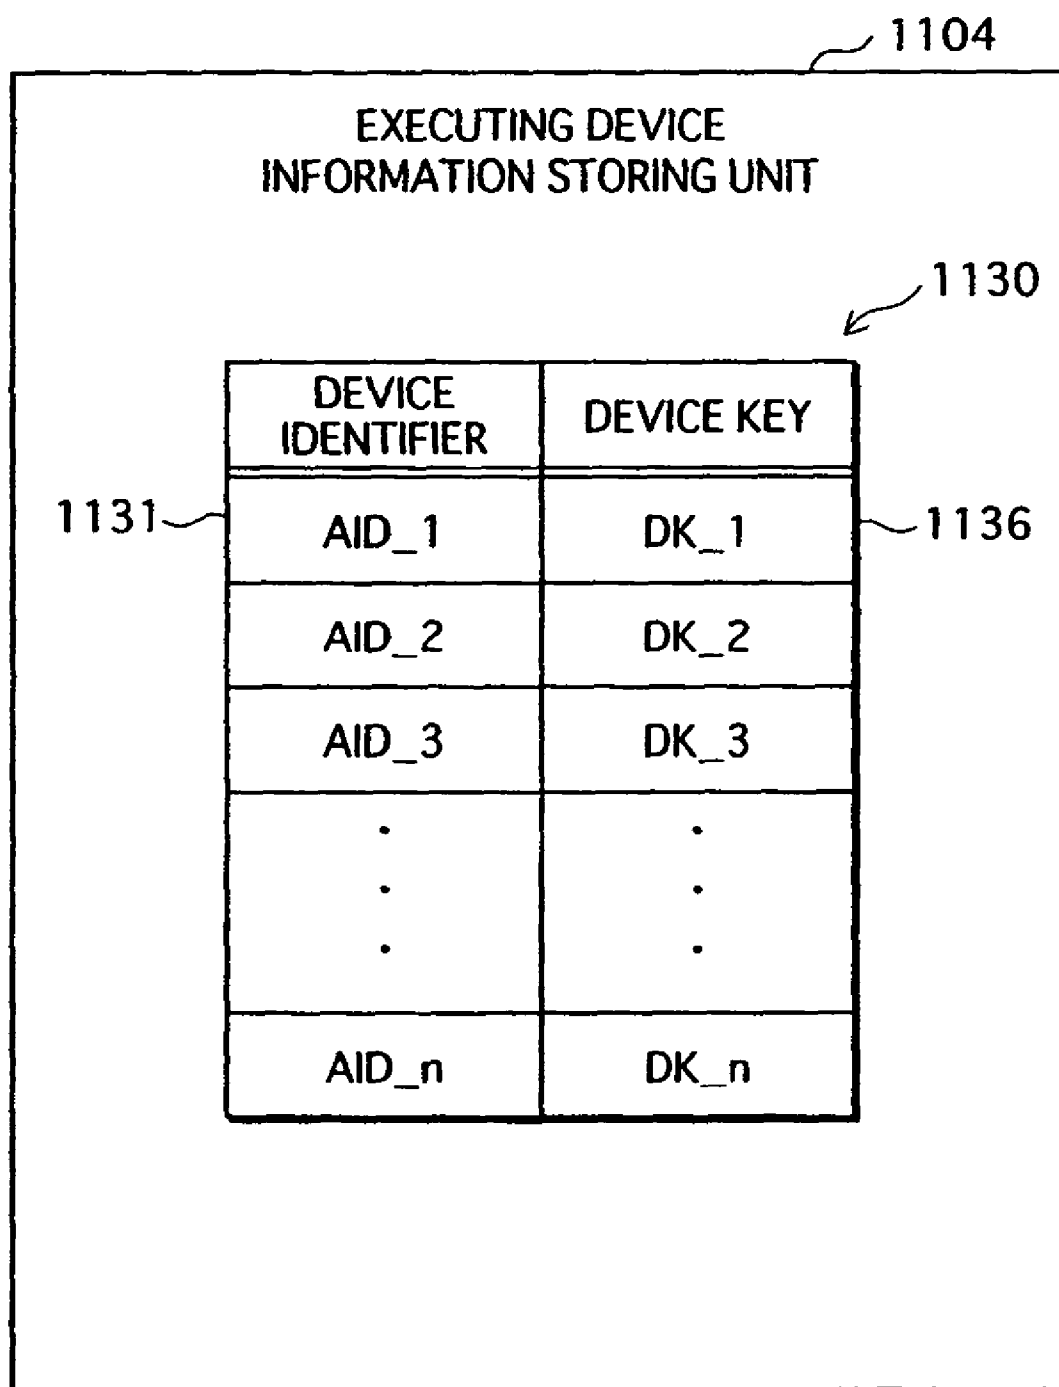 1104
EXECUTING DEVICE
INFORMATION STORING UNIT
1130
DEVICE
IDENTIFIER
DEVICE KEY
1131
AID_1
DK_1
1136
AID_2
DK_2
AID_3
DK_3
AID_n
DK_n